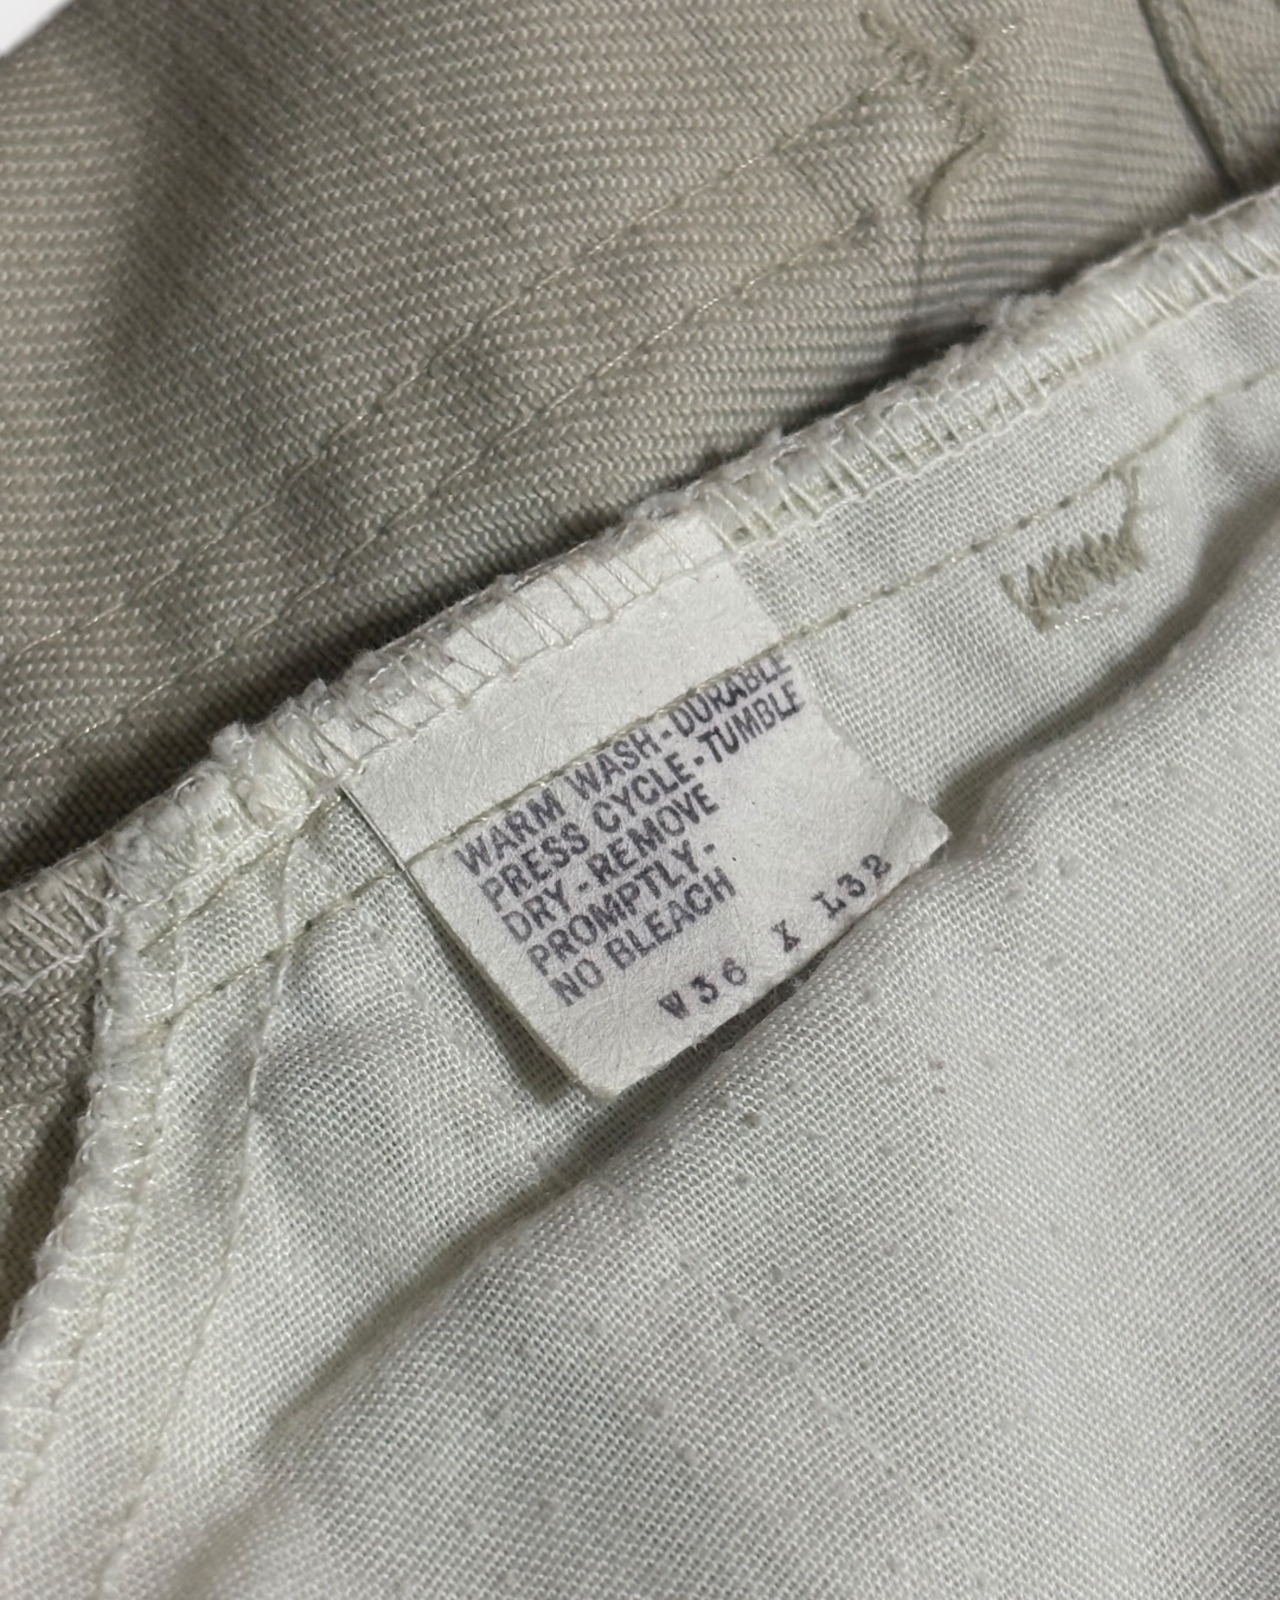 WARM WASH-DURABLE
PRESS CYCLE-TUMBLE
DRY-REMOVE
PROMPTLY-
NO BLEACH
W36 X L32